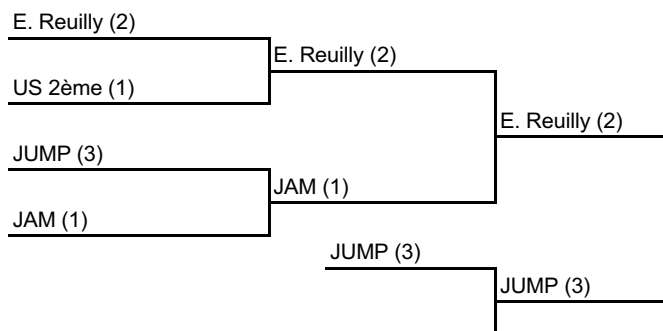 E. Reuilly (2)
E. Reuilly (2)
US 2ème (1)
E. Reuilly (2)
JUMP (3)
JAM (1)
JAM (1)
JUMP (3)
JUMP (3)